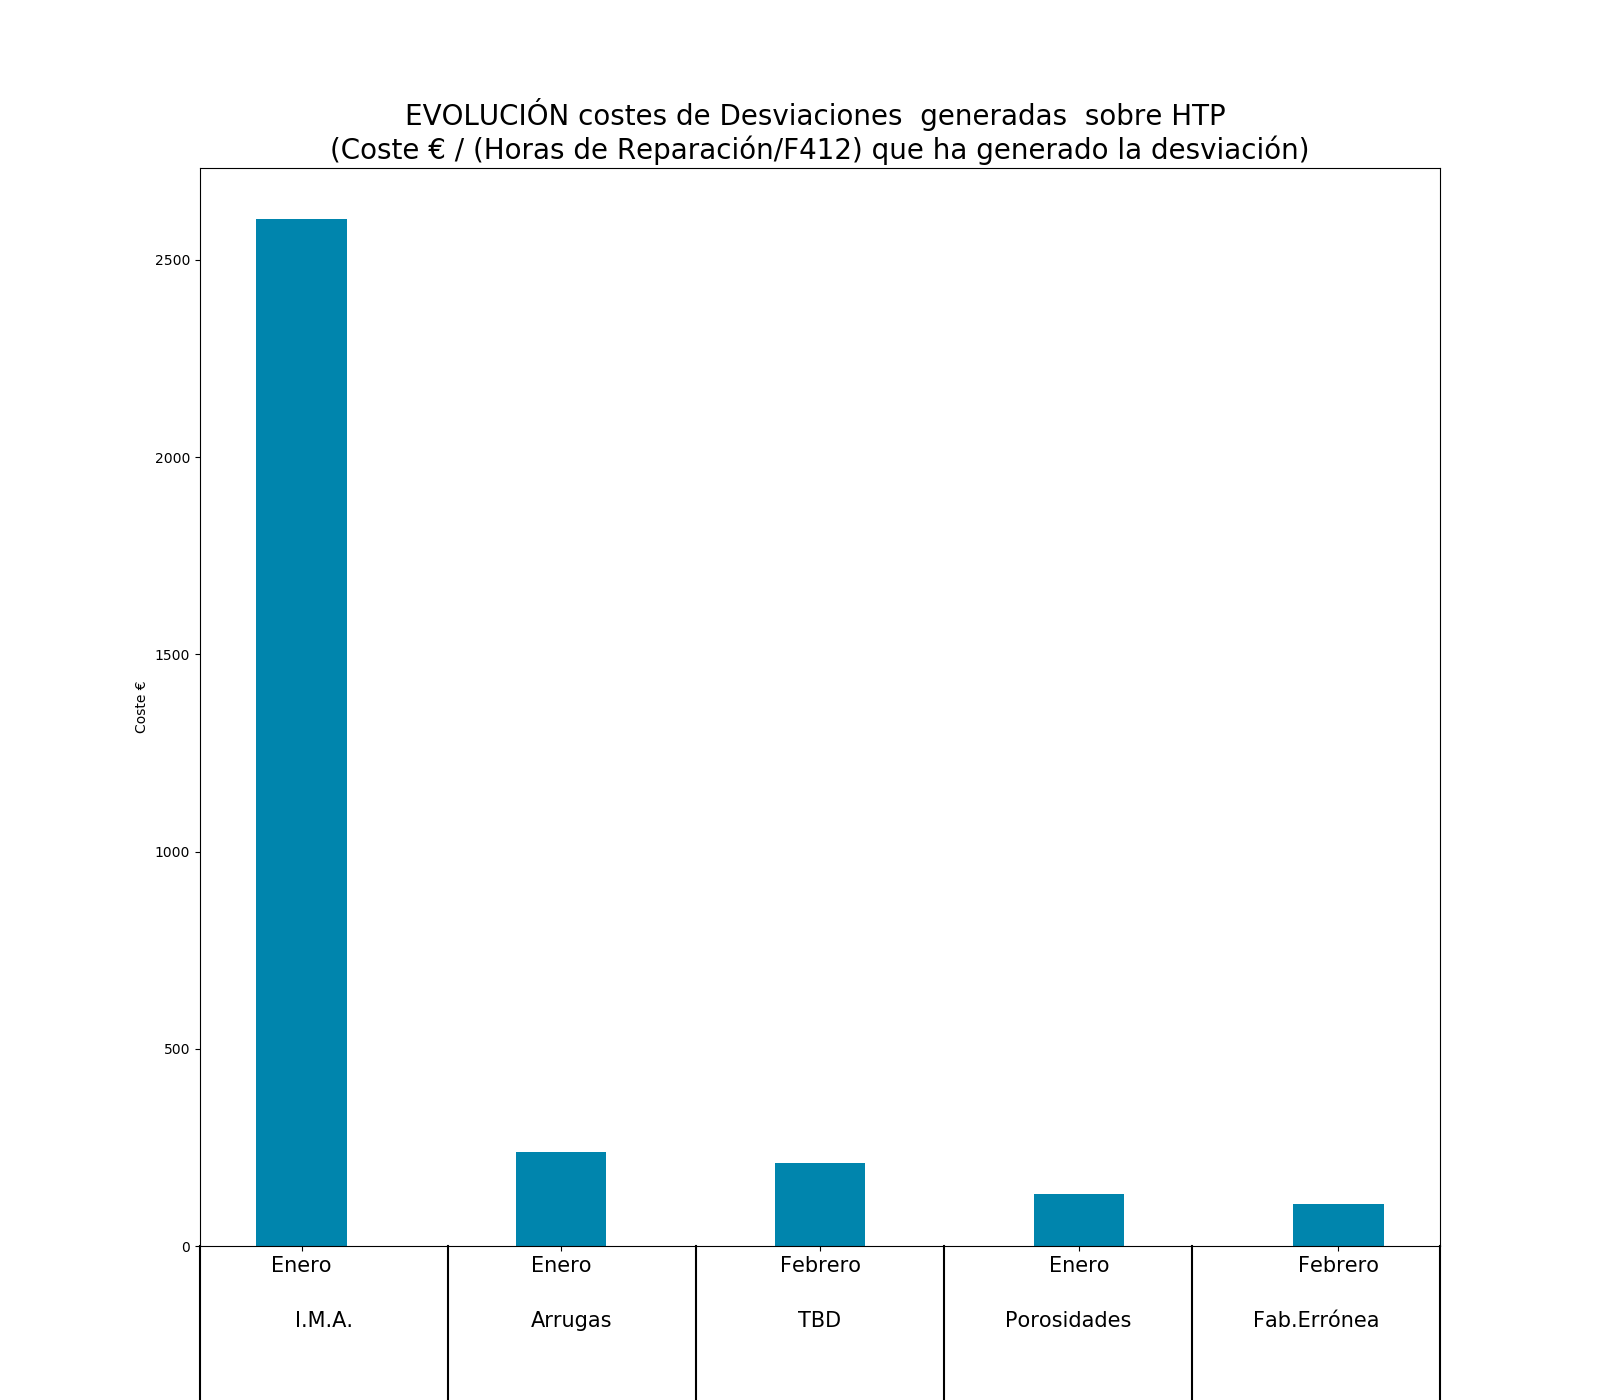 EVOLUCIÓN costes de Desviaciones  generadas  sobre HTP
(Coste € / (Horas de Reparación/F412) que ha generado la desviación)
2500
2000
1500
1000
500
0
Coste €
Enero Enero Febrero Enero Febrero
I.M.A. Arrugas TBD Porosidades Fab.Errónea